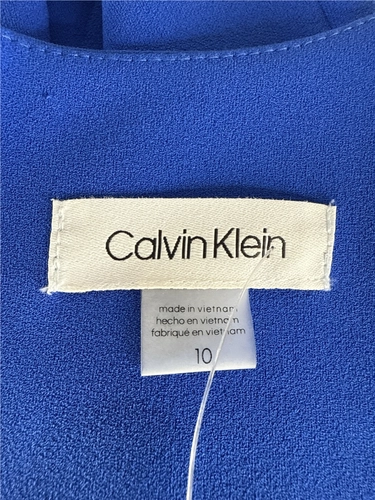 Calvin Klein
made in vietnam
hecho en vietnam
fabriqué en vietnam
10